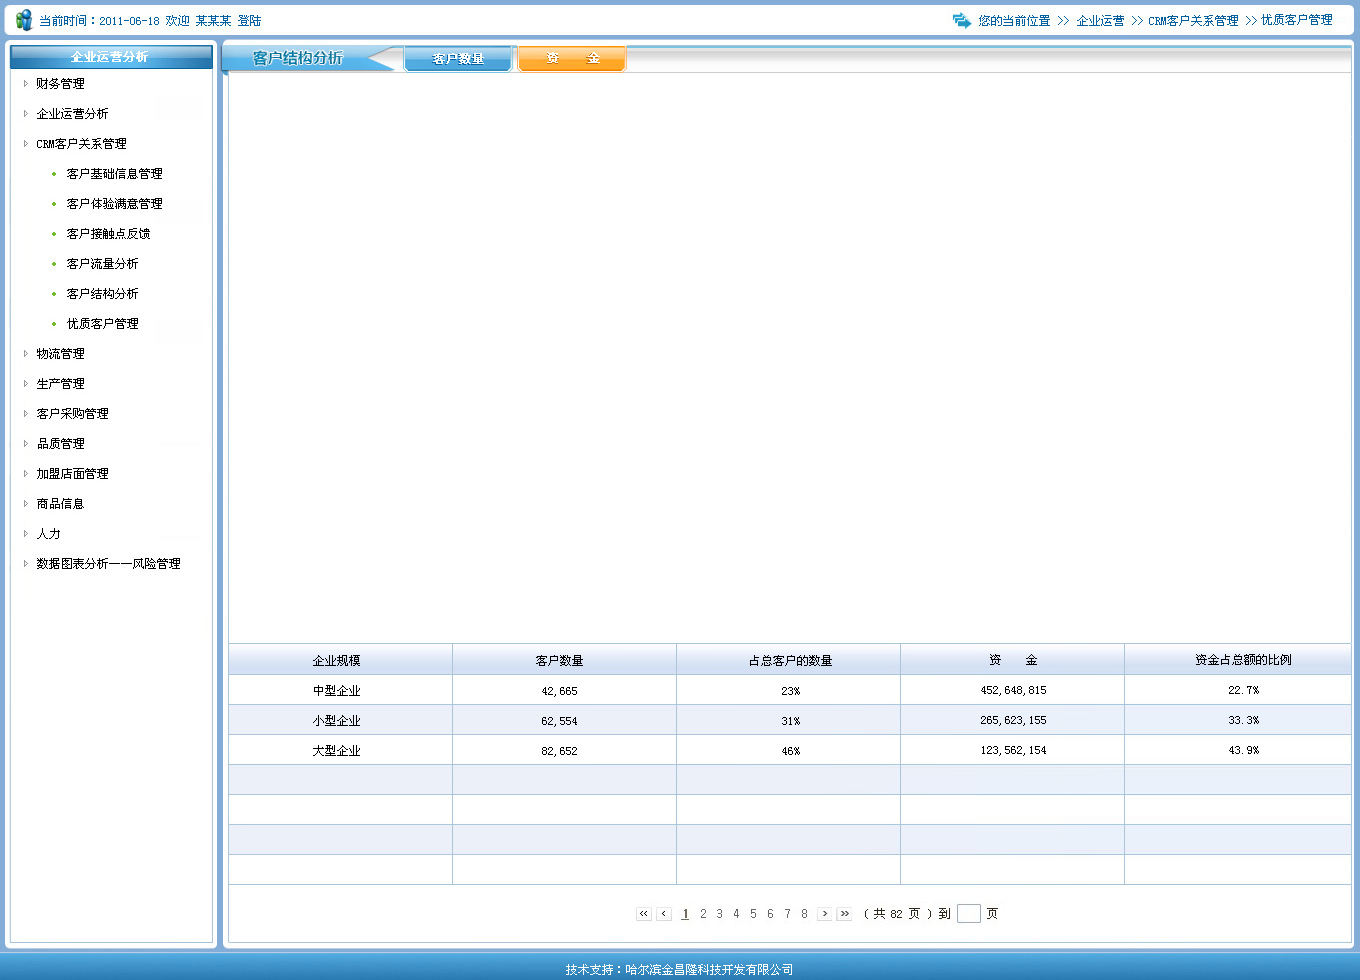 当前时间：2011-06-18 欢迎 某某某 登陆
您的当前位置 >> 企业运营 >> CRM客户关系管理 >> 优质客户管理
企业运营分析
财务管理
企业运营分析
CRM客户关系管理
客户基础信息管理
客户体验满意管理
客户接触点反馈
客户流量分析
客户结构分析
优质客户管理
物流管理
生产管理
客户采购管理
品质管理
加盟店面管理
商品信息
人力
数据图表分析——风险管理
客户结构分析 客户数量 资 金
企业规模 客户数量 占总客户的数量 资 金 资金占总额的比例
中型企业 42,665 23% 452,648,815 22.7%
小型企业 62,554 31% 265,623,155 33.3%
大型企业 82,652 46% 123,562,154 43.9%
<< < 1 2 3 4 5 6 7 8 > >> ( 共 82 页 ) 到 页
技术支持：哈尔滨金昌隆科技开发有限公司